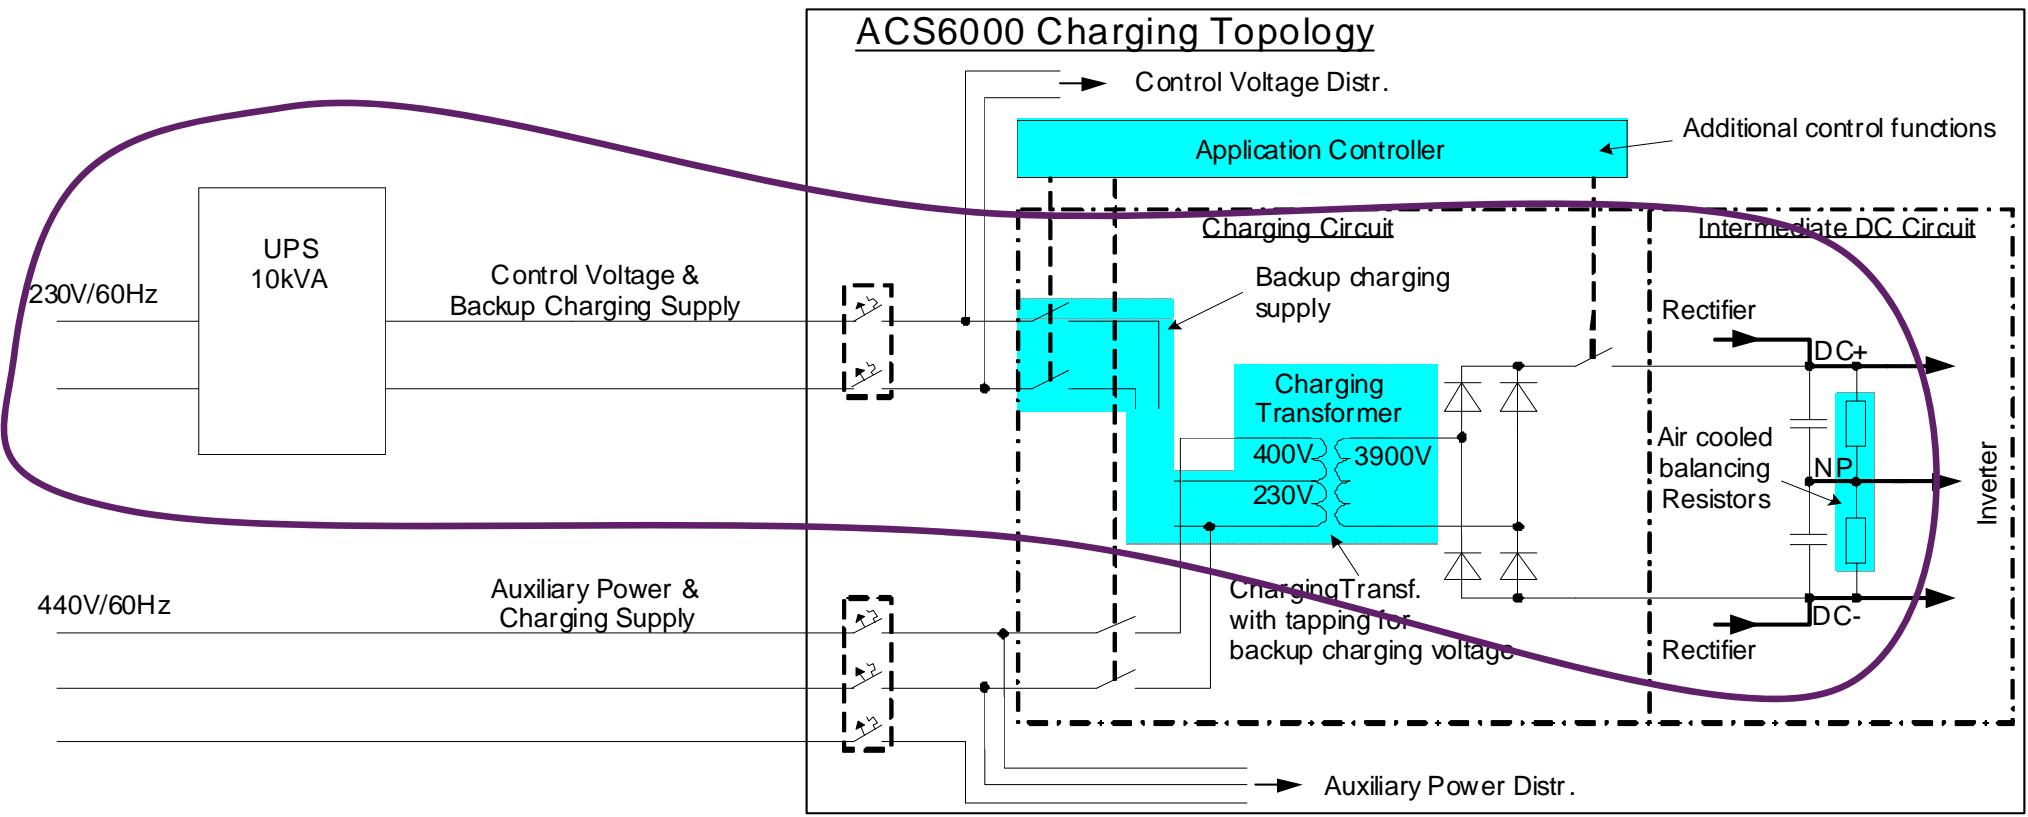 ACS6000 Charging Topology
Control Voltage Distr.
Additional control functions
Application Controller
Charging Circuit
Intermediate DC Circuit
UPS
10kVA
230V/60Hz
Control Voltage &
Backup Charging Supply
Backup charging
supply
Rectifier
DC+
Charging
Transformer
400V
3900V
230V
Air cooled
balancing
Resistors
NP
Inverter
ChargingTransf.
with tapping for
backup charging voltage
DC-
Rectifier
440V/60Hz
Auxiliary Power &
Charging Supply
Auxiliary Power Distr.